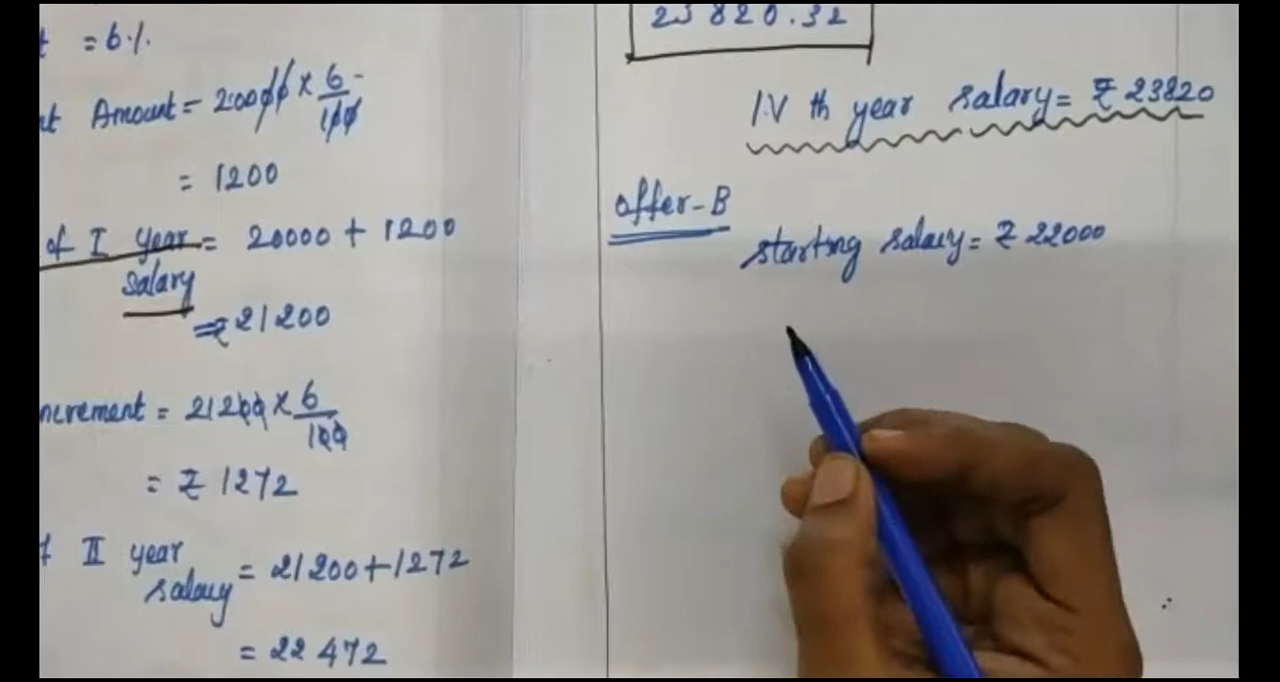 = 6%
Amount = 20000 × 6/100
= 1200
of I year = 20000 + 1200
salary
= ₹ 21200
ncrement = 21200 × 6/100
= ₹ 1272
II year
salary = 21200 + 1272
= 22472
23820.32
IV th year salary = ₹ 23820
offer-B
starting salary = ₹ 22000